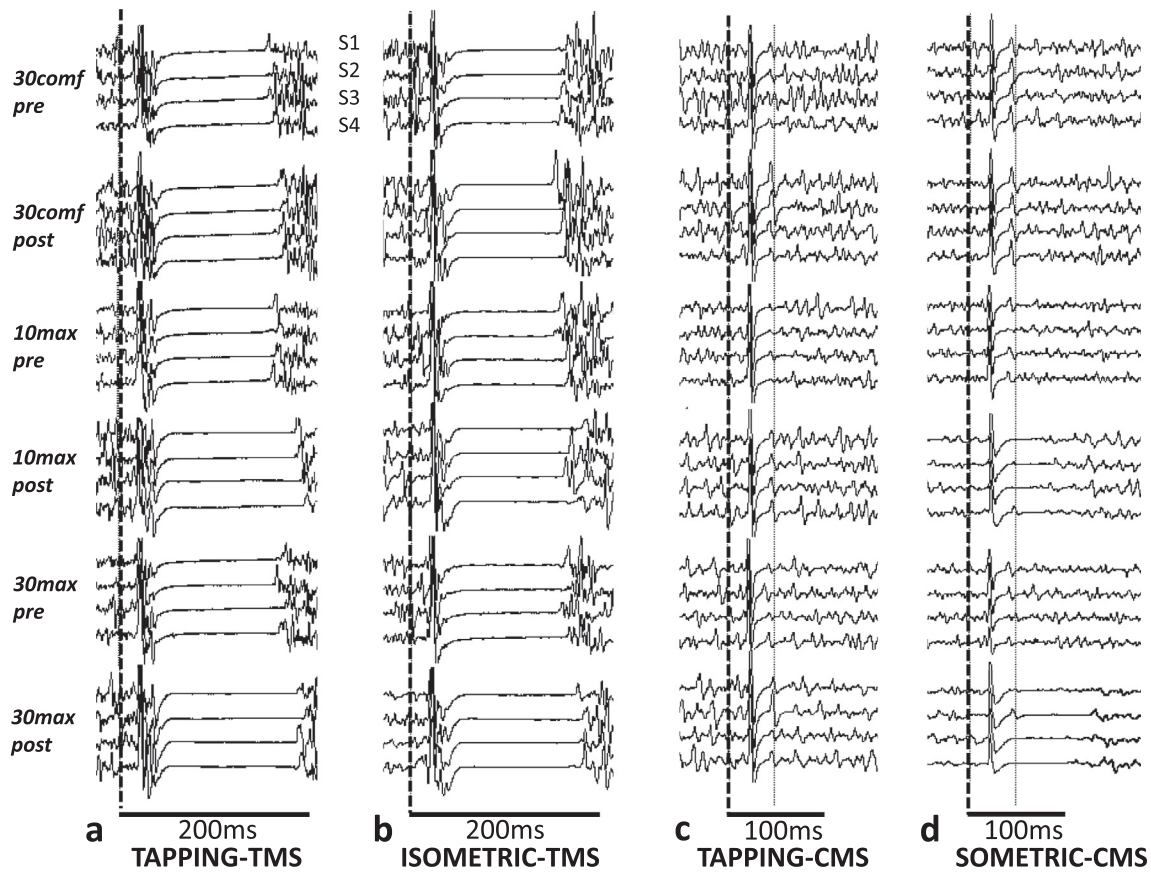 30comf
pre
S1
S2
S3
S4
30comf
post
10max
pre
10max
post
30max
pre
30max
post
a 200ms
TAPPING-TMS
b 200ms
ISOMETRIC-TMS
c 100ms
TAPPING-CMS
d 100ms
SOMETRIC-CMS